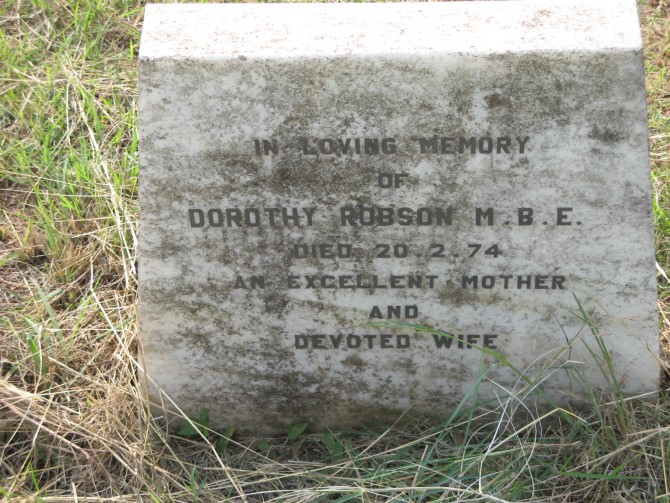 IN LOVING MEMORY
OF
DOROTHY ROBSON M.B.E.
DIED 20.2.74
AN EXCELLENT MOTHER
AND
DEVOTED WIFE